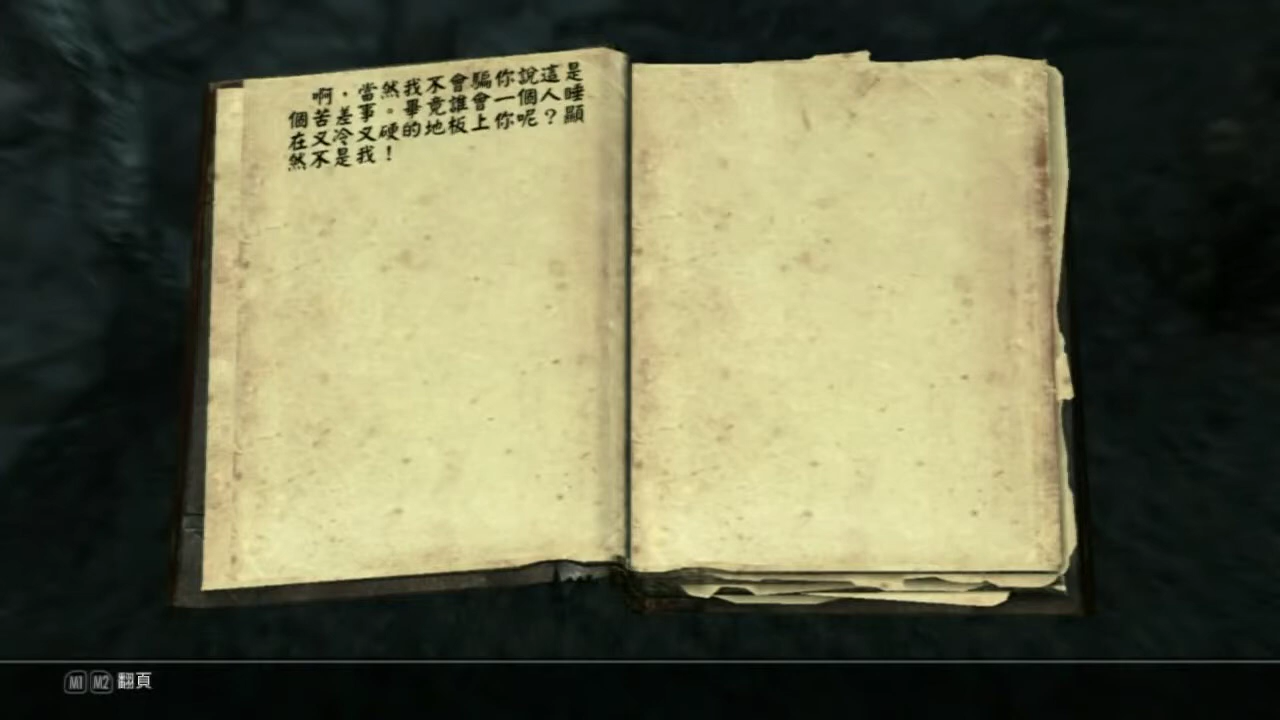 啊，當然我不會騙你說這是
個苦差事。畢竟誰會一個人睡
在又冷又硬的地板上你呢？顯
然不是我！
M1 M2 翻頁